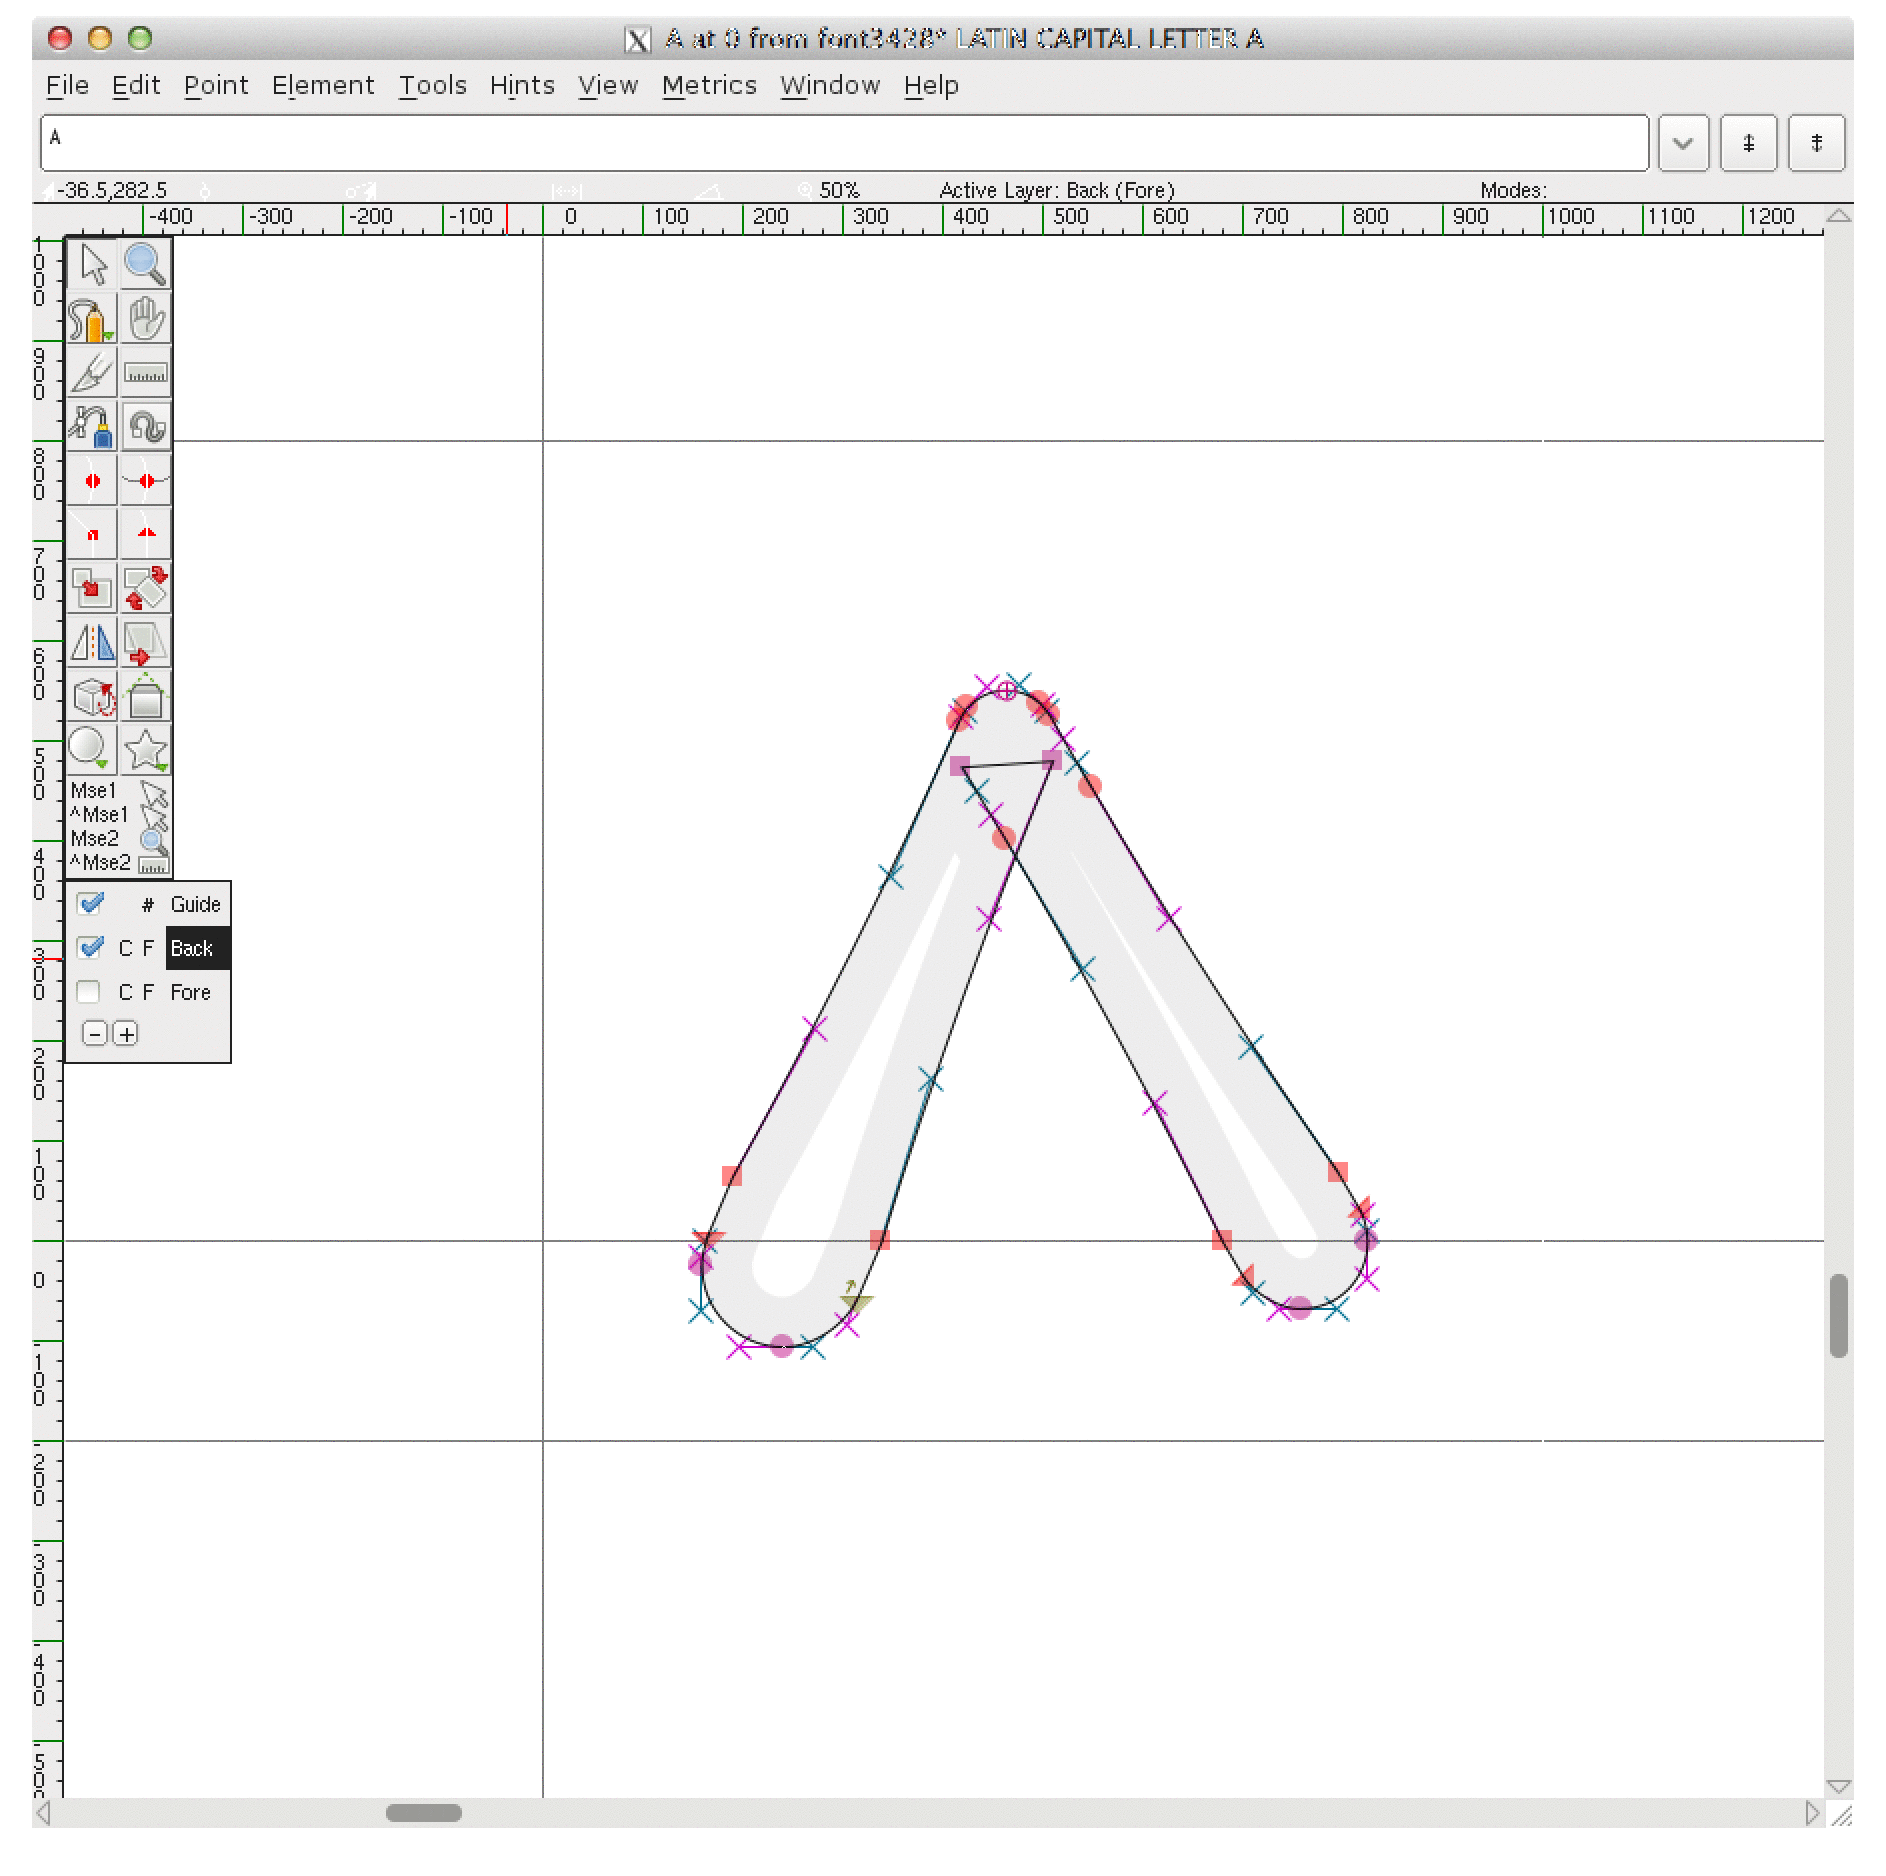 A at 0 from font3428* LATIN CAPITAL LETTER A
File Edit Point Element Tools Hints View Metrics Window Help
A
-36.5,282.5 50% Active Layer: Back (Fore) Modes:
-400 -300 -200 -100 0 100 200 300 400 500 600 700 800 900 1000 1100 1200
1000
900
800
700
600
500
400
300
200
100
0
-100
-200
-300
-400
-500
Mse1
^Mse1
Mse2
^Mse2
# Guide
C F Back
C F Fore